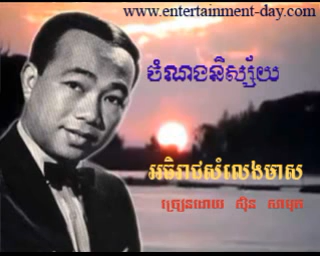 www.entertainment-day.com
ចំណងនិស្ស័យ
អធិរាជសំលេងមាស
ច្រៀងដោយ ស៊ីន សាមុត